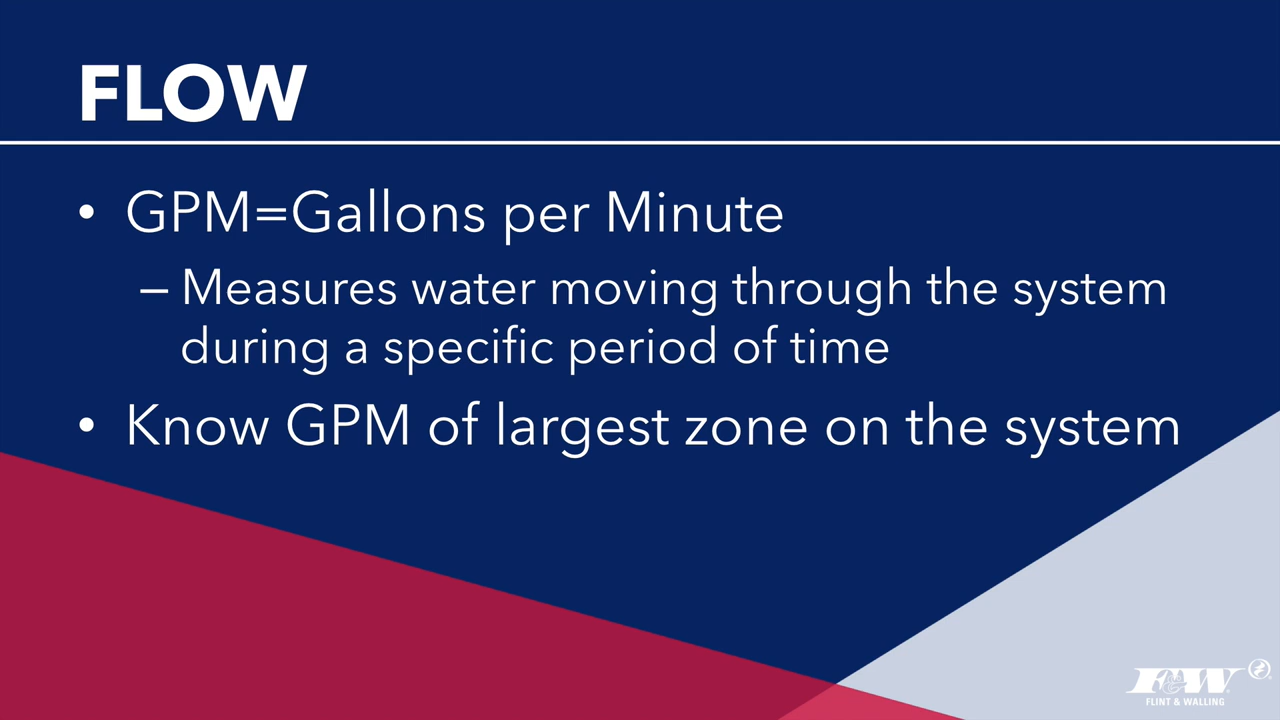 FLOW
• GPM=Gallons per Minute
– Measures water moving through the system
during a specific period of time
• Know GPM of largest zone on the system
F&W
FLINT & WALLING